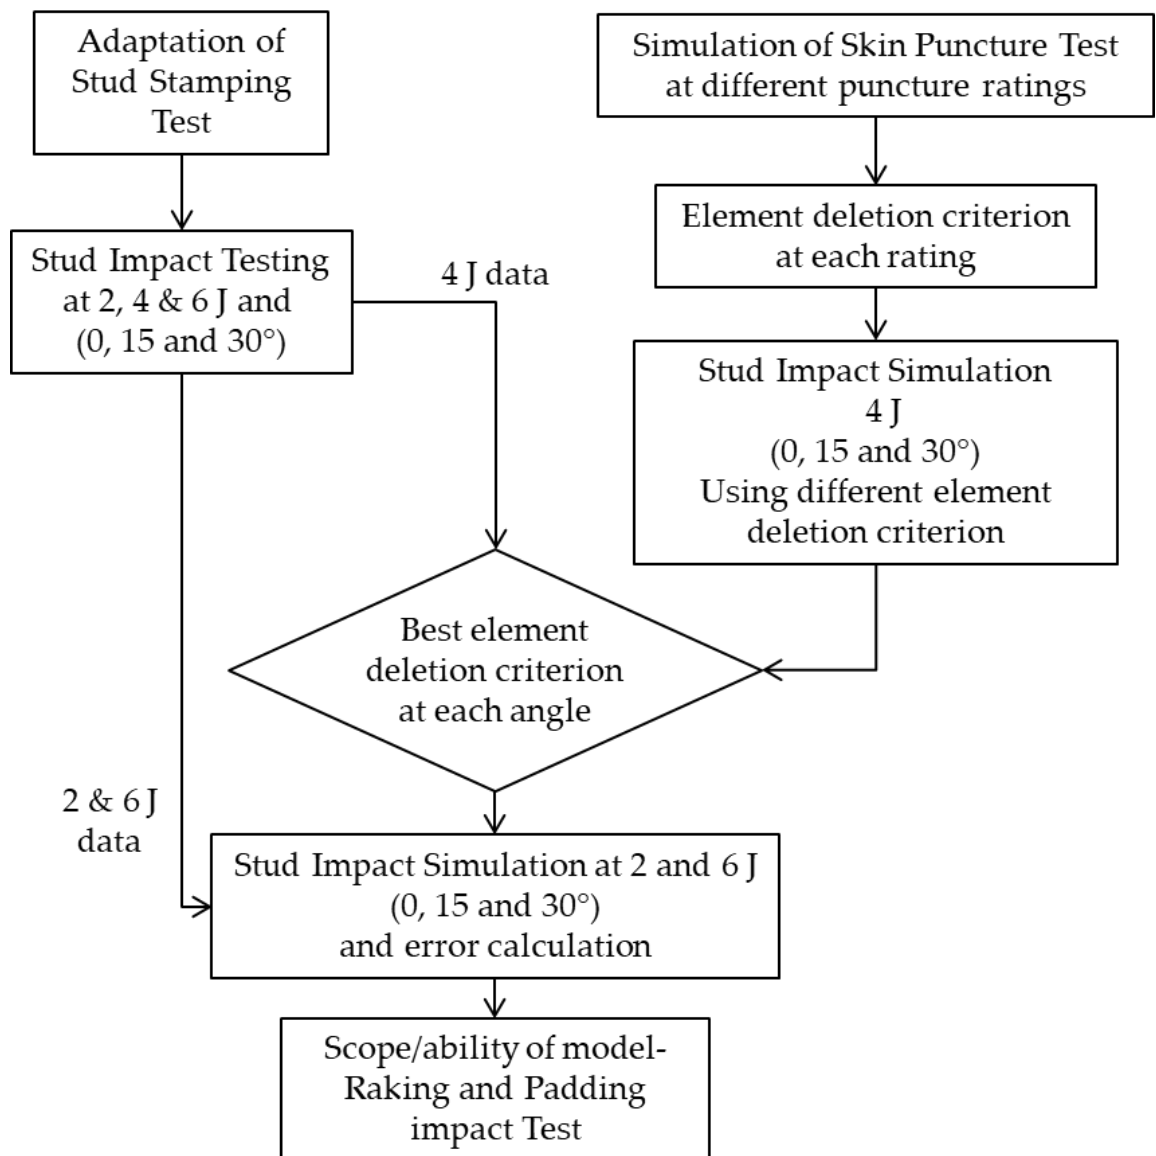 Adaptation of
Stud Stamping
Test
Simulation of Skin Puncture Test
at different puncture ratings
Element deletion criterion
at each rating
Stud Impact Testing
at 2, 4 & 6 J and
(0, 15 and 30°)
4 J data
Stud Impact Simulation
4 J
(0, 15 and 30°)
Using different element
deletion criterion
Best element
deletion criterion
at each angle
2 & 6 J
data
Stud Impact Simulation at 2 and 6 J
(0, 15 and 30°)
and error calculation
Scope/ability of model-
Raking and Padding
impact Test